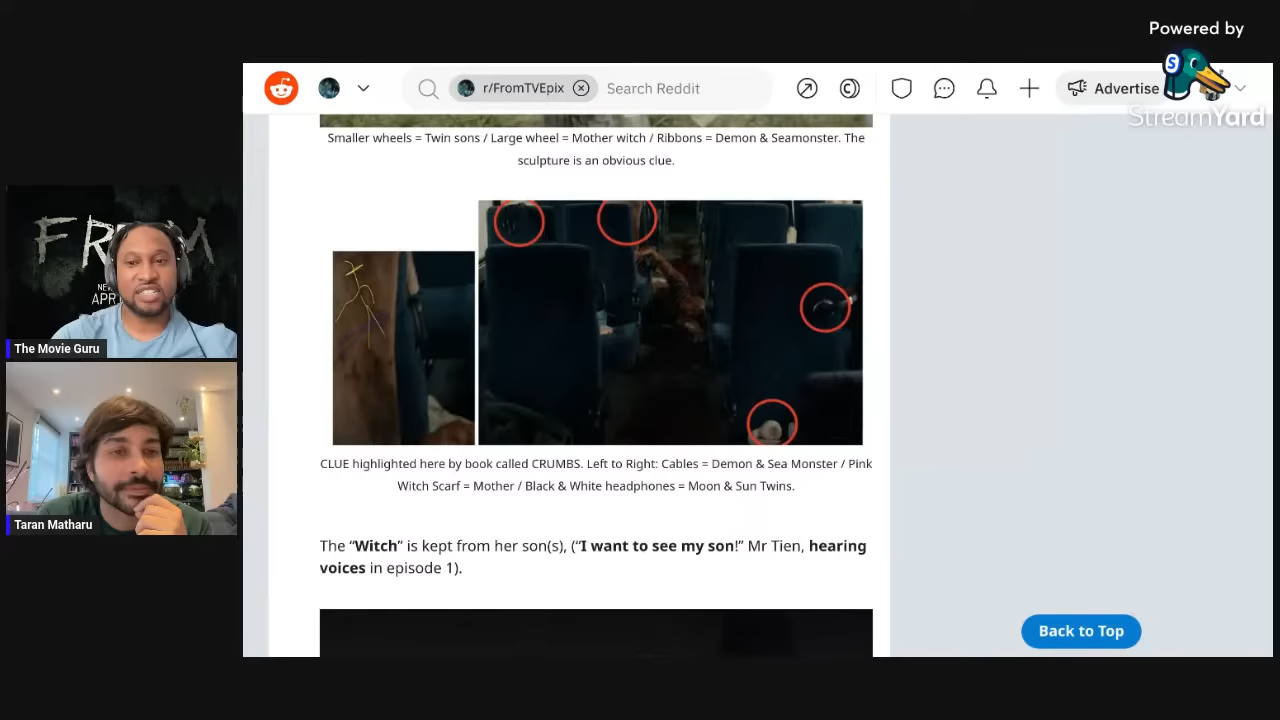 Powered by
StreamYard
r/FromTVEpix
Search Reddit
Advertise
Smaller wheels = Twin sons / Large wheel = Mother witch / Ribbons = Demon & Seamonster. The
sculpture is an obvious clue.
FR M
NE
APR
The Movie Guru
CLUE highlighted here by book called CRUMBS. Left to Right: Cables = Demon & Sea Monster / Pink
Witch Scarf = Mother / Black & White headphones = Moon & Sun Twins.
Taran Matharu
The “Witch” is kept from her son(s), (“I want to see my son!” Mr Tien, hearing
voices in episode 1).
Back to Top